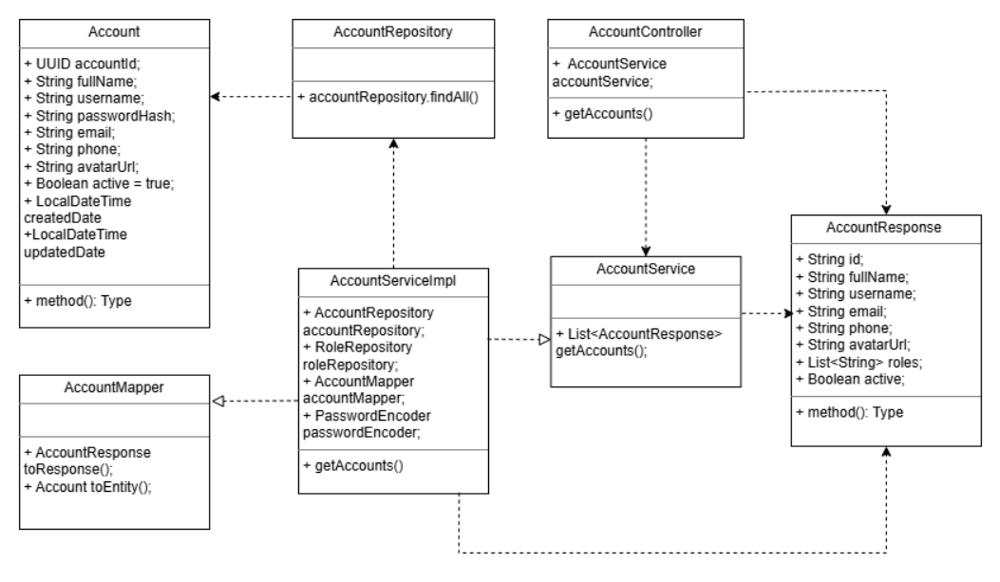 Account
+ UUID accountId;
+ String fullName;
+ String username;
+ String passwordHash;
+ String email;
+ String phone;
+ String avatarUrl;
+ Boolean active = true;
+ LocalDateTime
createdDate
+LocalDateTime
updatedDate
+ method(): Type
AccountRepository
+ accountRepository.findAll()
AccountController
+ AccountService
accountService;
+ getAccounts()
AccountMapper
+ AccountResponse
toResponse();
+ Account toEntity();
AccountServiceImpl
+ AccountRepository
accountRepository;
+ RoleRepository
roleRepository;
+ AccountMapper
accountMapper;
+ PasswordEncoder
passwordEncoder;
+ getAccounts()
AccountService
+ List<AccountResponse>
getAccounts();
AccountResponse
+ String id;
+ String fullName;
+ String username;
+ String email;
+ String phone;
+ String avatarUrl;
+ List<String> roles;
+ Boolean active;
+ method(): Type